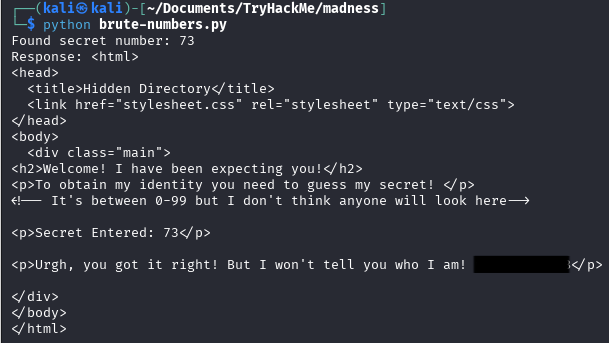 ┌──(kali㉿kali)-[~/Documents/TryHackMe/madness]
└─$ python brute-numbers.py
Found secret number: 73
Response: <html>
<head>
  <title>Hidden Directory</title>
  <link href="stylesheet.css" rel="stylesheet" type="text/css">
</head>
<body>
  <div class="main">
<h2>Welcome! I have been expecting you!</h2>
<p>To obtain my identity you need to guess my secret! </p>
<!-- It's between 0-99 but I don't think anyone will look here-->
<p>Secret Entered: 73</p>
<p>Urgh, you got it right! But I won't tell you who I am! </p>
</div>
</body>
</html>